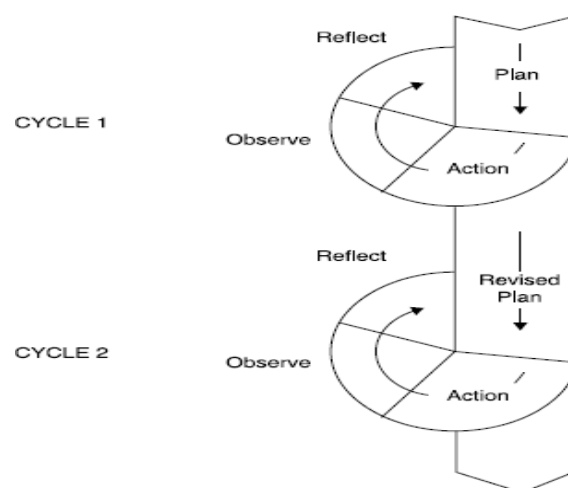 Reflect
Plan
CYCLE 1
Observe
Action
Reflect
Revised
Plan
CYCLE 2
Observe
Action